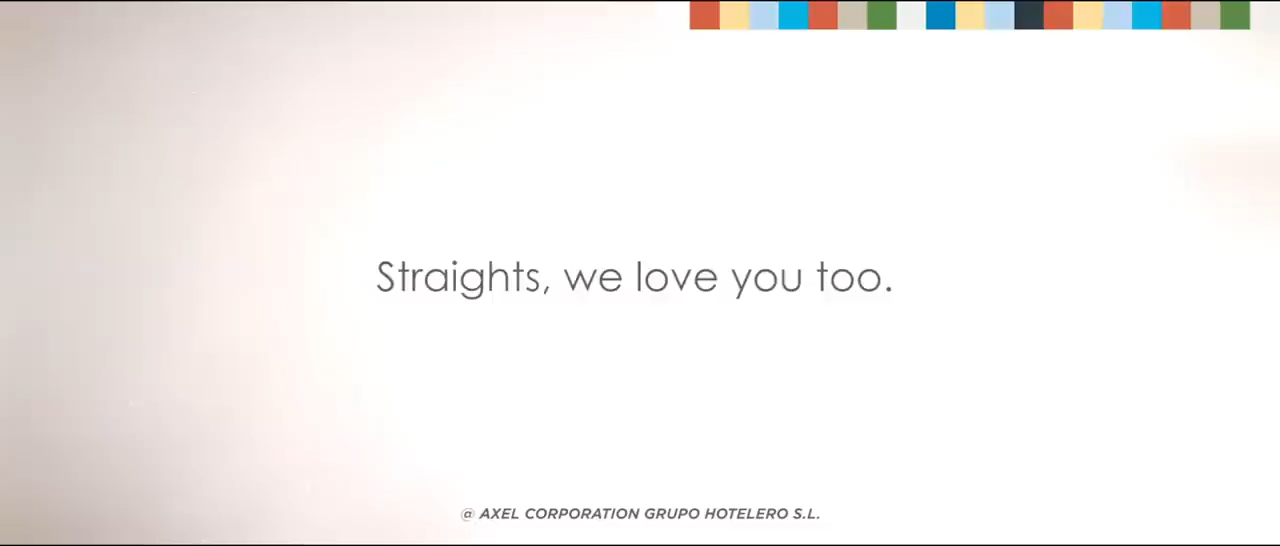 Straights, we love you too.
@ AXEL CORPORATION GRUPO HOTELERO S.L.